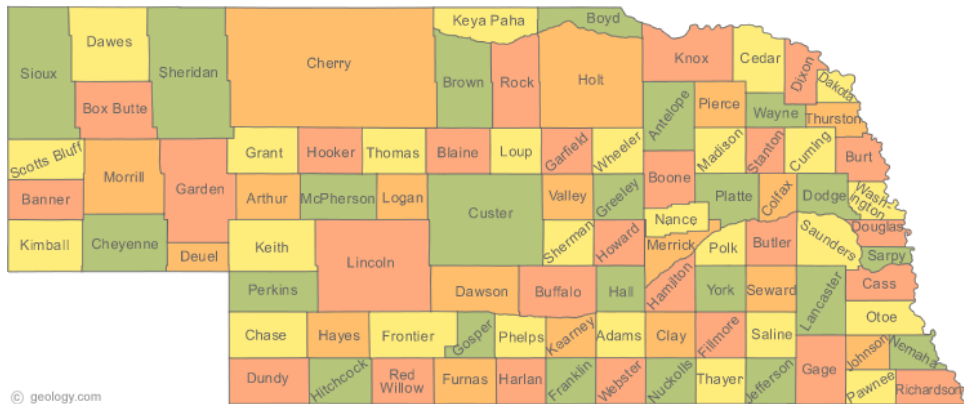 Keya Paha
Boyd
Dawes
Sioux
Sheridan
Cherry
Brown
Rock
Holt
Knox
Cedar
Dixon
Dakota
Box Butte
Antelope
Pierce
Wayne
Thurston
Scotts Bluff
Grant
Hooker
Thomas
Blaine
Loup
Garfield
Wheeler
Madison
Stanton
Cuming
Burt
Morrill
Garden
Boone
Banner
Arthur
McPherson
Logan
Custer
Valley
Greeley
Platte
Colfax
Dodge
Wash-
ington
Nance
Kimball
Cheyenne
Deuel
Keith
Lincoln
Sherman
Howard
Merrick
Polk
Butler
Saunders
Douglas
Sarpy
Perkins
Dawson
Buffalo
Hall
Hamilton
York
Seward
Lancaster
Cass
Otoe
Chase
Hayes
Frontier
Gosper
Phelps
Kearney
Adams
Clay
Fillmore
Saline
Johnson
Nemaha
Dundy
Hitchcock
Red
Willow
Furnas
Harlan
Franklin
Webster
Nuckolls
Thayer
Jefferson
Gage
Pawnee
Richardson
© geology.com